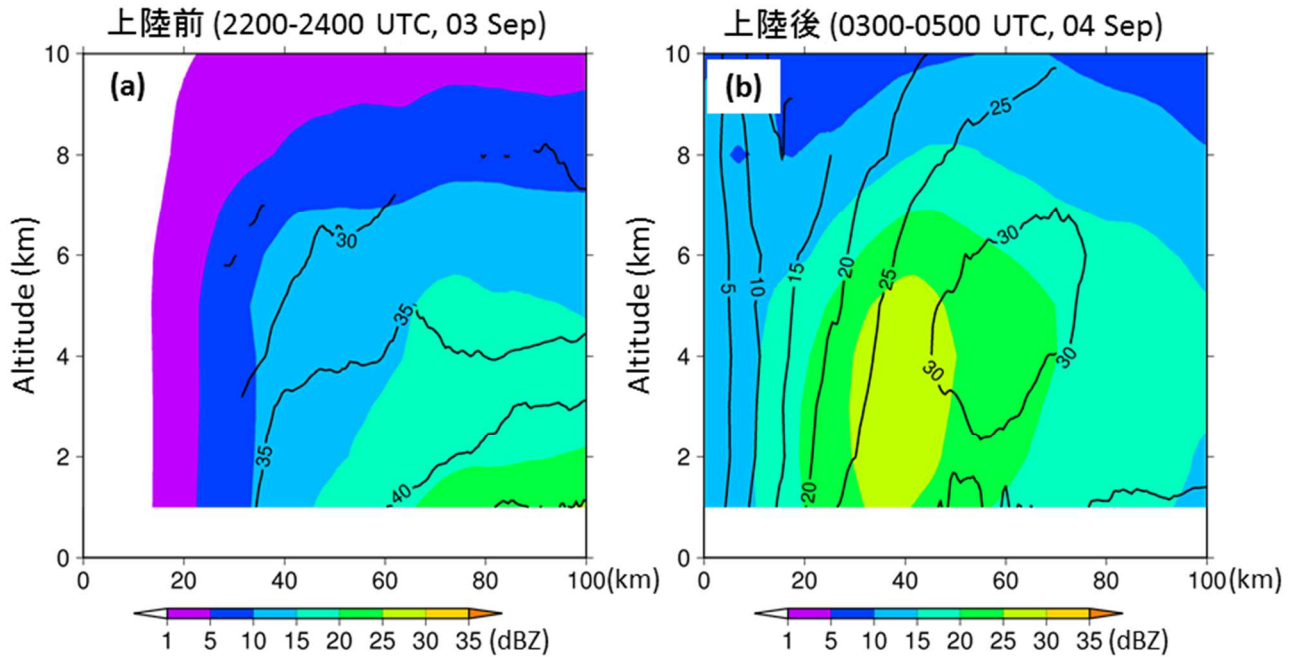 上陸前 (2200-2400 UTC, 03 Sep)
上陸後 (0300-0500 UTC, 04 Sep)
(a)
Altitude (km)
10
8
6
4
2
0
0 20 40 60 80 100(km)
30
35
35
40
1 5 10 15 20 25 30 35 (dBZ)
(b)
Altitude (km)
10
8
6
4
2
0
0 20 40 60 80 100(km)
25
30
5 10 15 20 25
30
30
20
1 5 10 15 20 25 30 35 (dBZ)